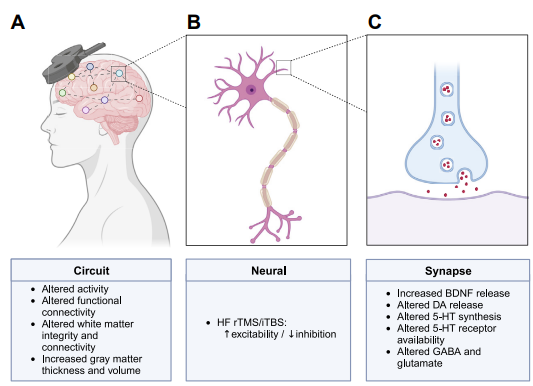 A
B
C
Circuit
• Altered activity
• Altered functional
connectivity
• Altered white matter
integrity and
connectivity
• Increased gray matter
thickness and volume
Neural
• HF rTMS/iTBS:
↑excitability / ↓inhibition
Synapse
• Increased BDNF release
• Altered DA release
• Altered 5-HT synthesis
• Altered 5-HT receptor
availability
• Altered GABA and
glutamate